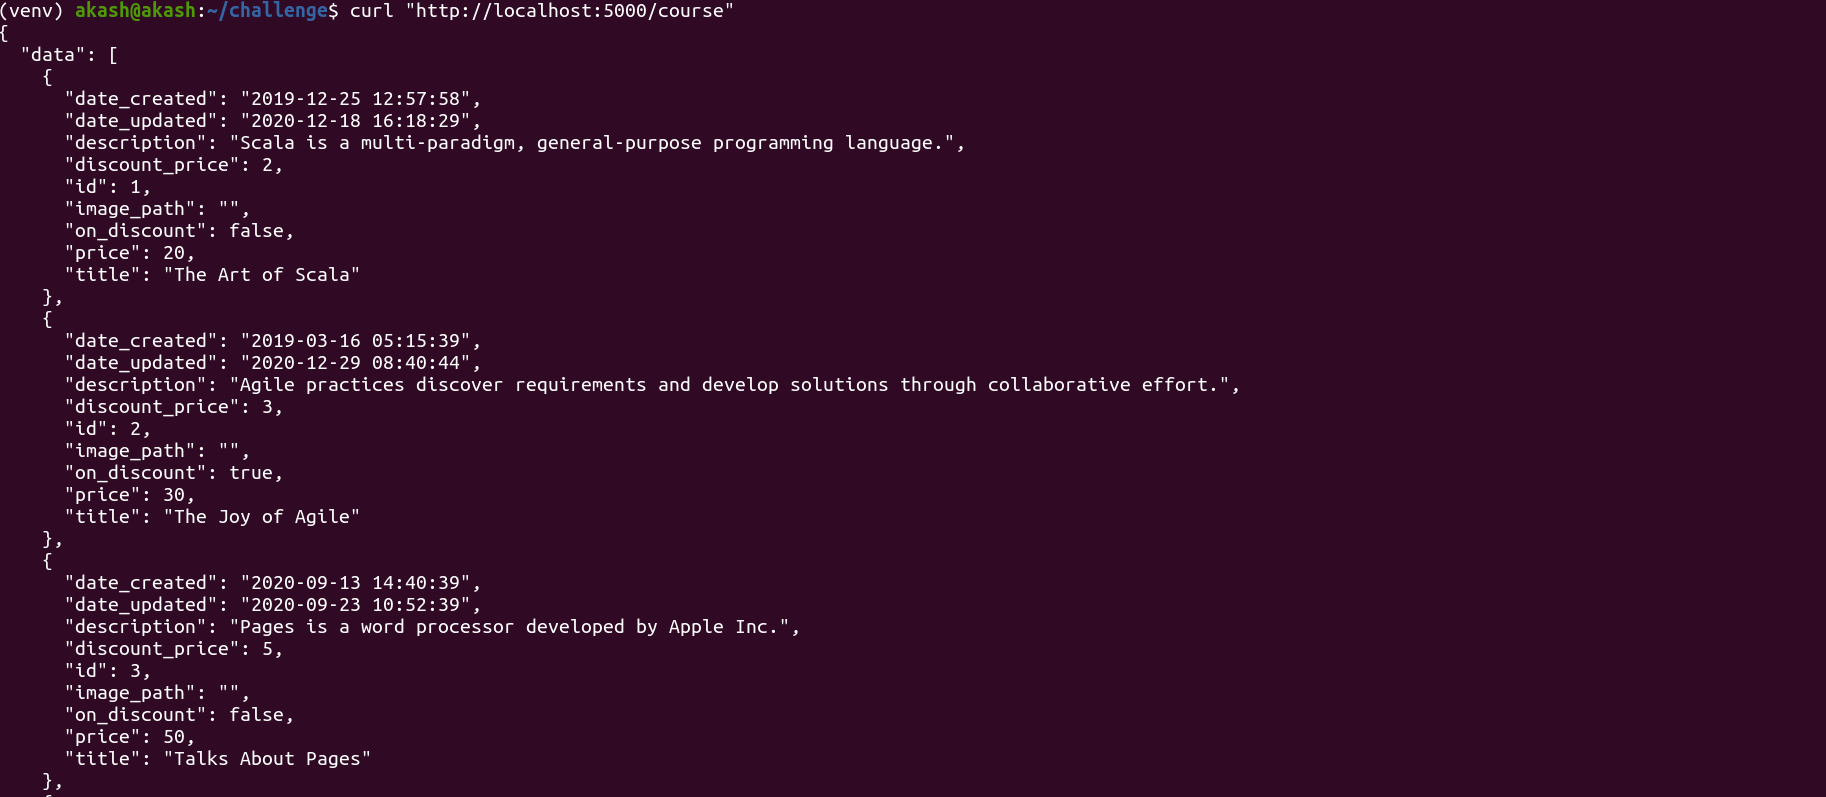 (venv) akash@akash:~/challenge$ curl "http://localhost:5000/course"
{
  "data": [
    {
      "date_created": "2019-12-25 12:57:58",
      "date_updated": "2020-12-18 16:18:29",
      "description": "Scala is a multi-paradigm, general-purpose programming language.",
      "discount_price": 2,
      "id": 1,
      "image_path": "",
      "on_discount": false,
      "price": 20,
      "title": "The Art of Scala"
    },
    {
      "date_created": "2019-03-16 05:15:39",
      "date_updated": "2020-12-29 08:40:44",
      "description": "Agile practices discover requirements and develop solutions through collaborative effort.",
      "discount_price": 3,
      "id": 2,
      "image_path": "",
      "on_discount": true,
      "price": 30,
      "title": "The Joy of Agile"
    },
    {
      "date_created": "2020-09-13 14:40:39",
      "date_updated": "2020-09-23 10:52:39",
      "description": "Pages is a word processor developed by Apple Inc.",
      "discount_price": 5,
      "id": 3,
      "image_path": "",
      "on_discount": false,
      "price": 50,
      "title": "Talks About Pages"
    },
    {